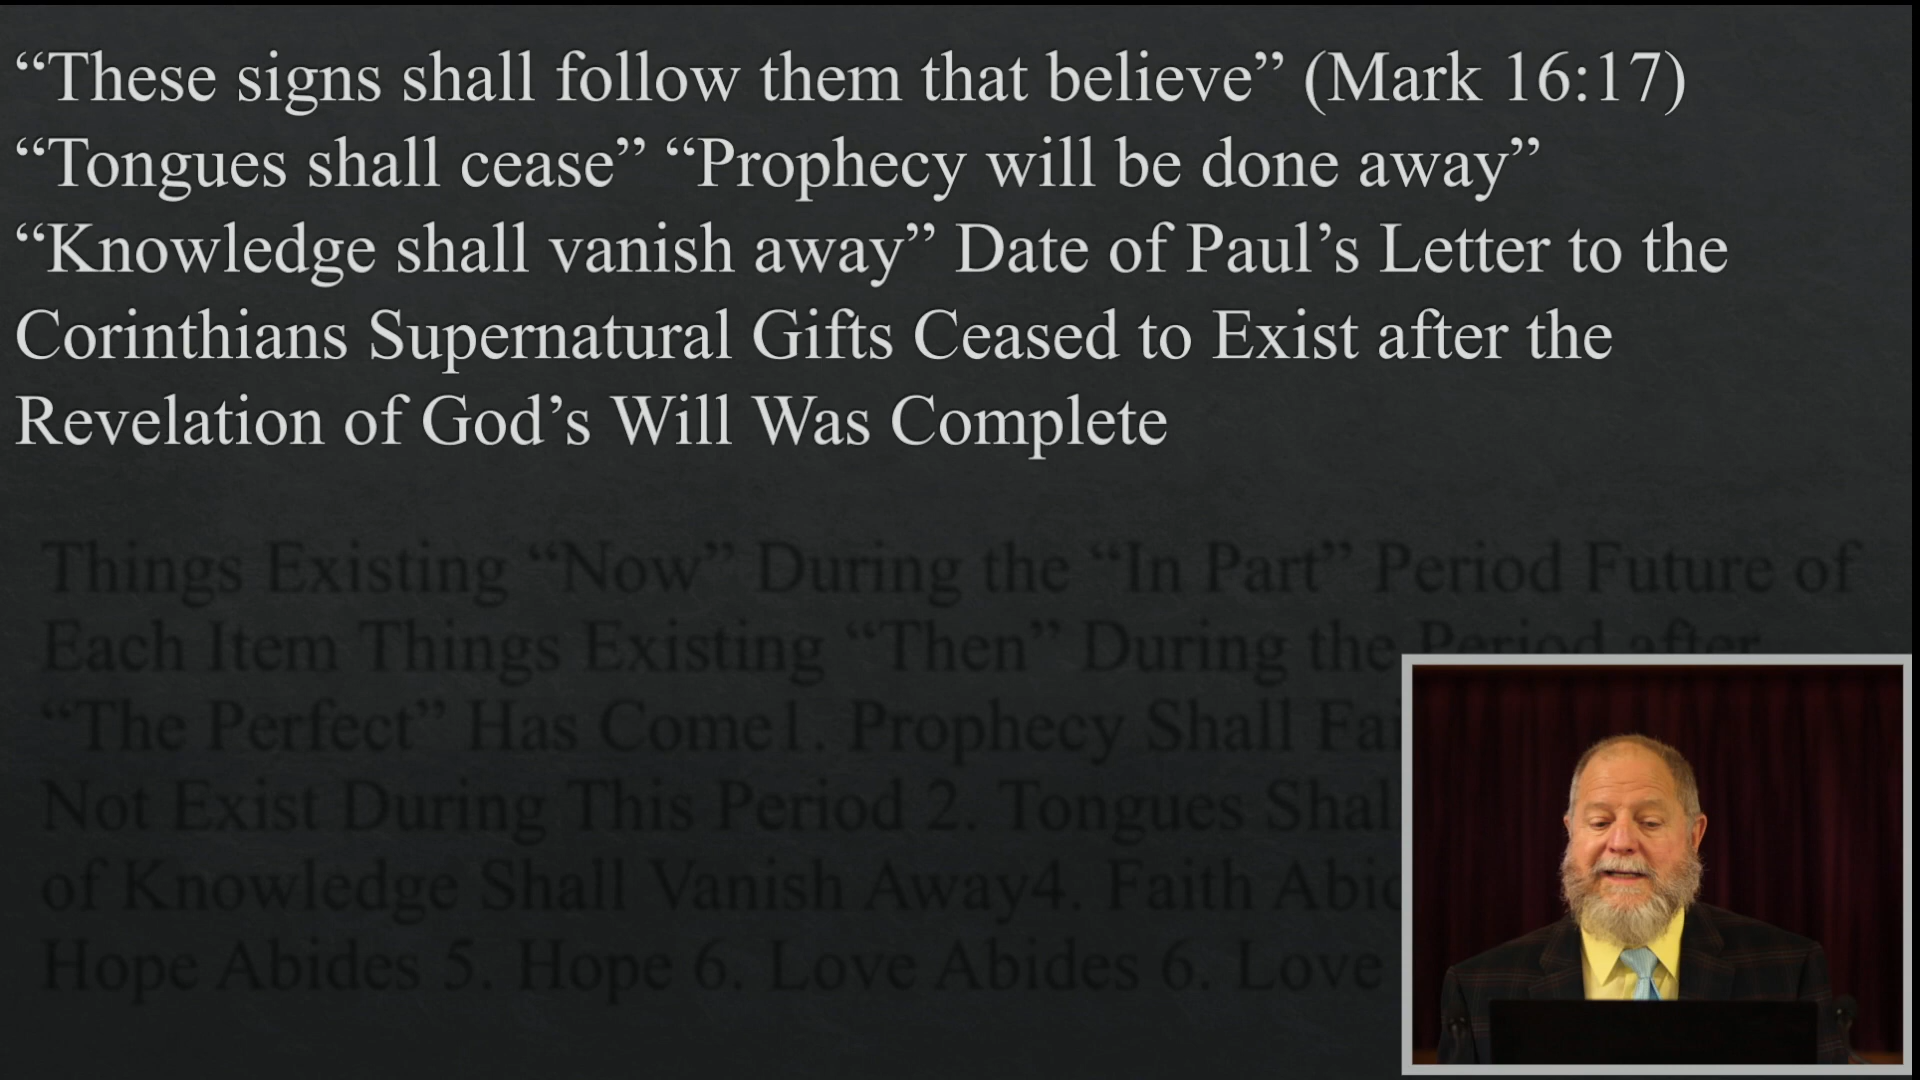 “These signs shall follow them that believe” (Mark 16:17)
“Tongues shall cease” “Prophecy will be done away”
“Knowledge shall vanish away” Date of Paul’s Letter to the
Corinthians Supernatural Gifts Ceased to Exist after the
Revelation of God’s Will Was Complete
Things Existing “Now” During the “In Part” Period Future of
Each Item Things Existing “Then” During the Period after
“The Perfect” Has Come1. Prophecy Shall
Not Exist During This Period 2. Tongues
of Knowledge Shall Vanish Away4. Faith
Hope Abides 5. Hope 6. Love Abides 6. Love